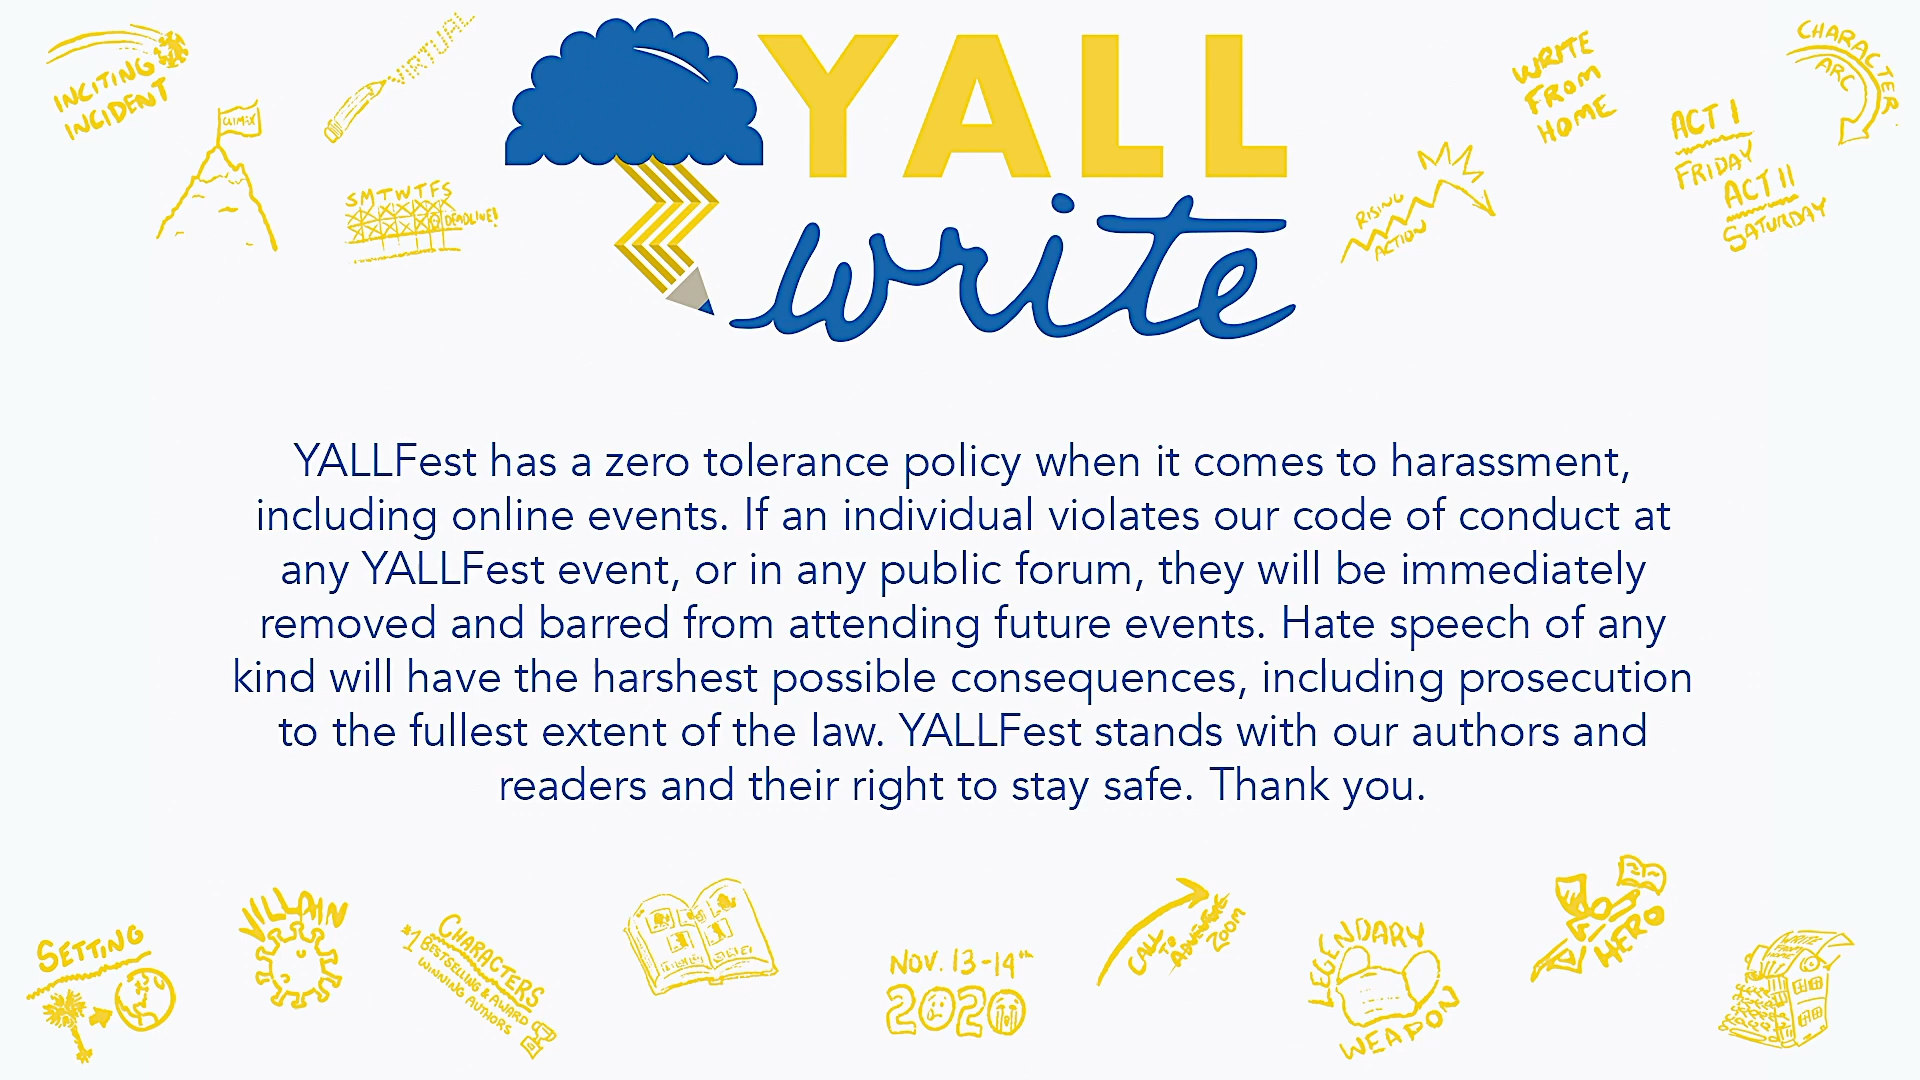 INCITING
INCIDENT
CLIMAX
VIRTUAL
SMTWTFS
DEADLINE!
YALL
write
WRITE
FROM
HOME
CHARACTER
ARC
ACT I
FRIDAY
ACT II
SATURDAY
RISING
ACTION
YALLFest has a zero tolerance policy when it comes to harassment,
including online events. If an individual violates our code of conduct at
any YALLFest event, or in any public forum, they will be immediately
removed and barred from attending future events. Hate speech of any
kind will have the harshest possible consequences, including prosecution
to the fullest extent of the law. YALLFest stands with our authors and
readers and their right to stay safe. Thank you.
SETTING
VILLAIN
CHARACTERS
#1 BESTSELLING & AWARD
WINNING AUTHORS
NOV. 13-14th
2020
CALL
TO
ADVENTURE
ZOOM
LEGENDARY
WEAPON
HERO
WRITE
FROM HOME